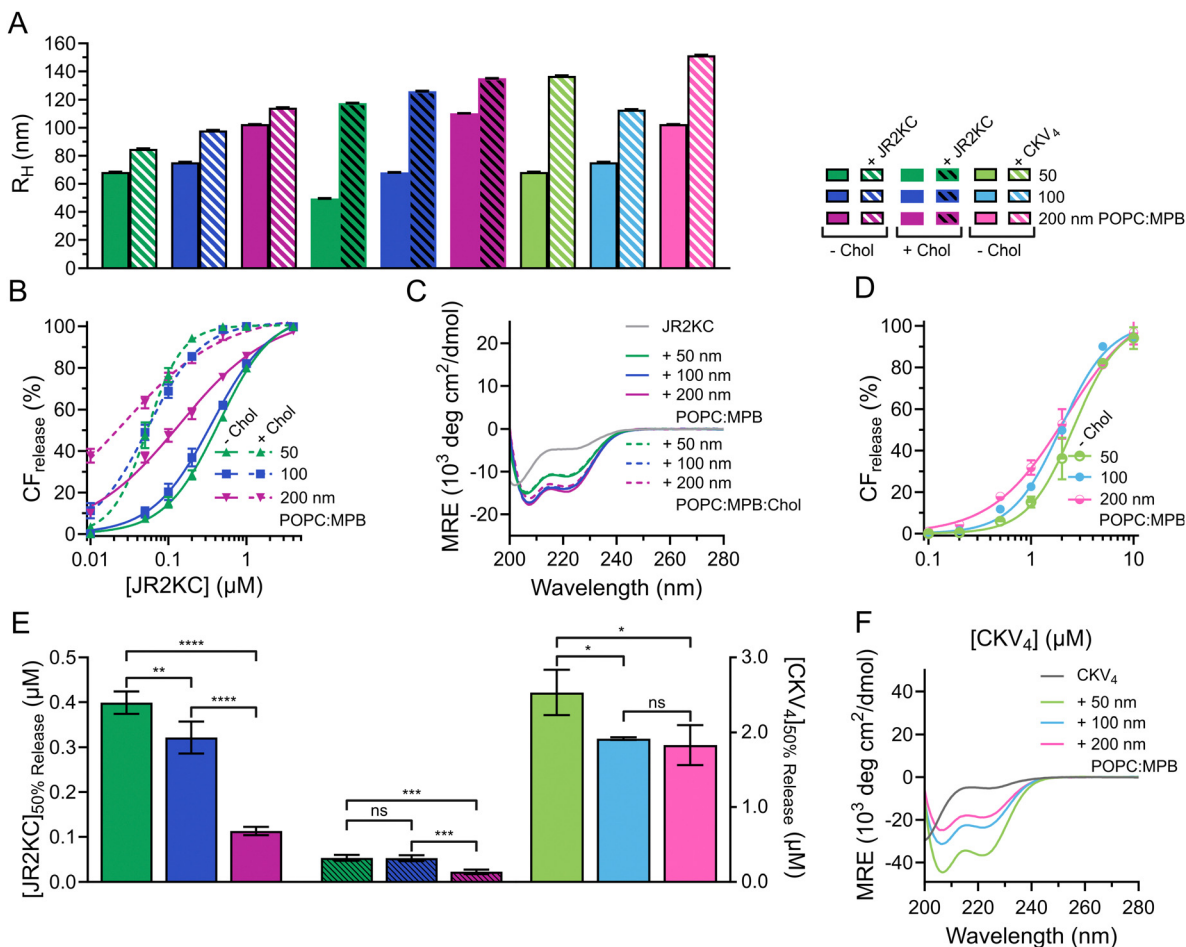 A
160
140
120
100
80
60
40
20
0
R_H (nm)
+ JR2KC
+ JR2KC
+ CKV₄
50
100
200 nm POPC:MPB
- Chol
+ Chol
- Chol
B
100
80
60
40
20
0
CF_release (%)
- Chol
+ Chol
50
100
200 nm
POPC:MPB
0.01
0.1
1
[JR2KC] (µM)
C
20
10
0
-10
-20
MRE (10³ deg cm²/dmol)
JR2KC
+ 50 nm
+ 100 nm
+ 200 nm
POPC:MPB
+ 50 nm
+ 100 nm
+ 200 nm
POPC:MPB:Chol
200
220
240
260
280
Wavelength (nm)
D
100
80
60
40
20
0
CF_release (%)
- Chol
50
100
200 nm
POPC:MPB
0.1
1
10
[CKV₄] (µM)
E
0.5
0.4
0.3
0.2
0.1
0.0
[JR2KC]_50% Release (µM)
****
**
****
***
ns
***
*
*
ns
3.0
2.0
1.0
0.0
[CKV₄]_50% Release
(µM)
F
40
20
0
-20
-40
MRE (10³ deg cm²/dmol)
CKV₄
+ 50 nm
+ 100 nm
+ 200 nm
POPC:MPB
200
220
240
260
280
Wavelength (nm)